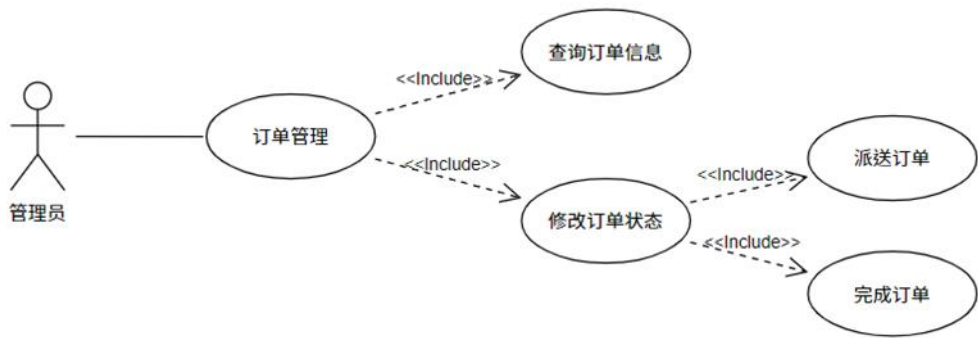 查询订单信息
<<Include>>
订单管理
<<Include>>
管理员
派送订单
<<Include>>
修改订单状态
<<Include>>
完成订单